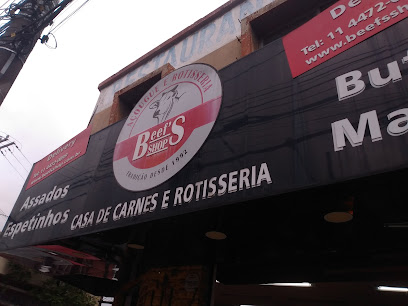 AÇOUGUE E ROTISSERIA
BEEF'S
SHOP
TRADIÇÃO DESDE 1992
Assados
Espetinhos
CASA DE CARNES E ROTISSERIA
Tel: 11 4472-
www.beefssh
Bu
Ma